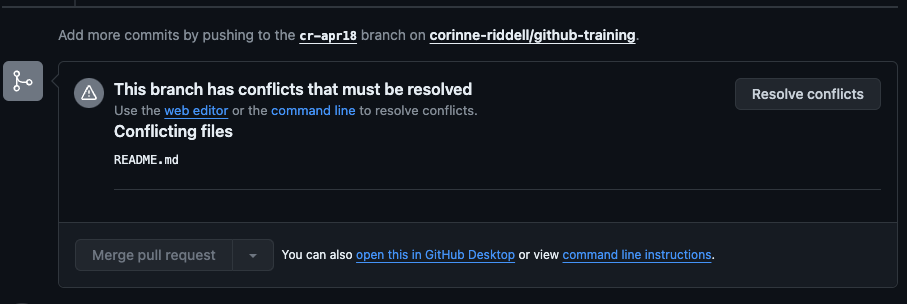 Add more commits by pushing to the cr-apr18 branch on corinne-riddell/github-training.
This branch has conflicts that must be resolved
Resolve conflicts
Use the web editor or the command line to resolve conflicts.
Conflicting files
README.md
Merge pull request
You can also open this in GitHub Desktop or view command line instructions.